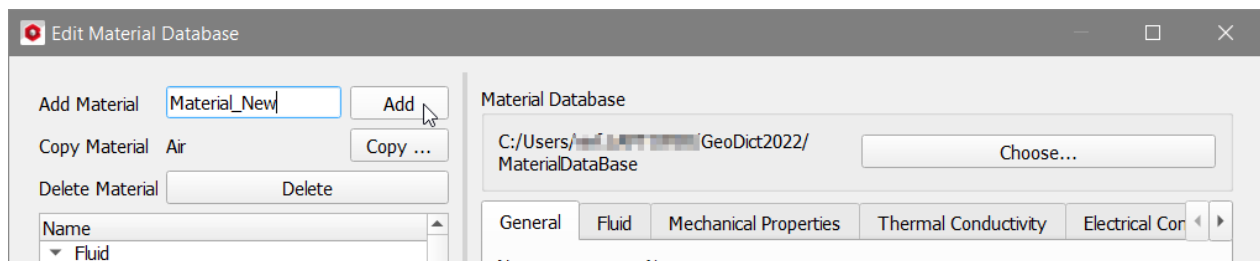 Edit Material Database
Add Material Material_New Add
Copy Material Air Copy ...
Delete Material Delete
Name
Fluid
Material Database
C:/Users/ GeoDict2022/
MaterialDataBase
Choose...
General Fluid Mechanical Properties Thermal Conductivity Electrical Con